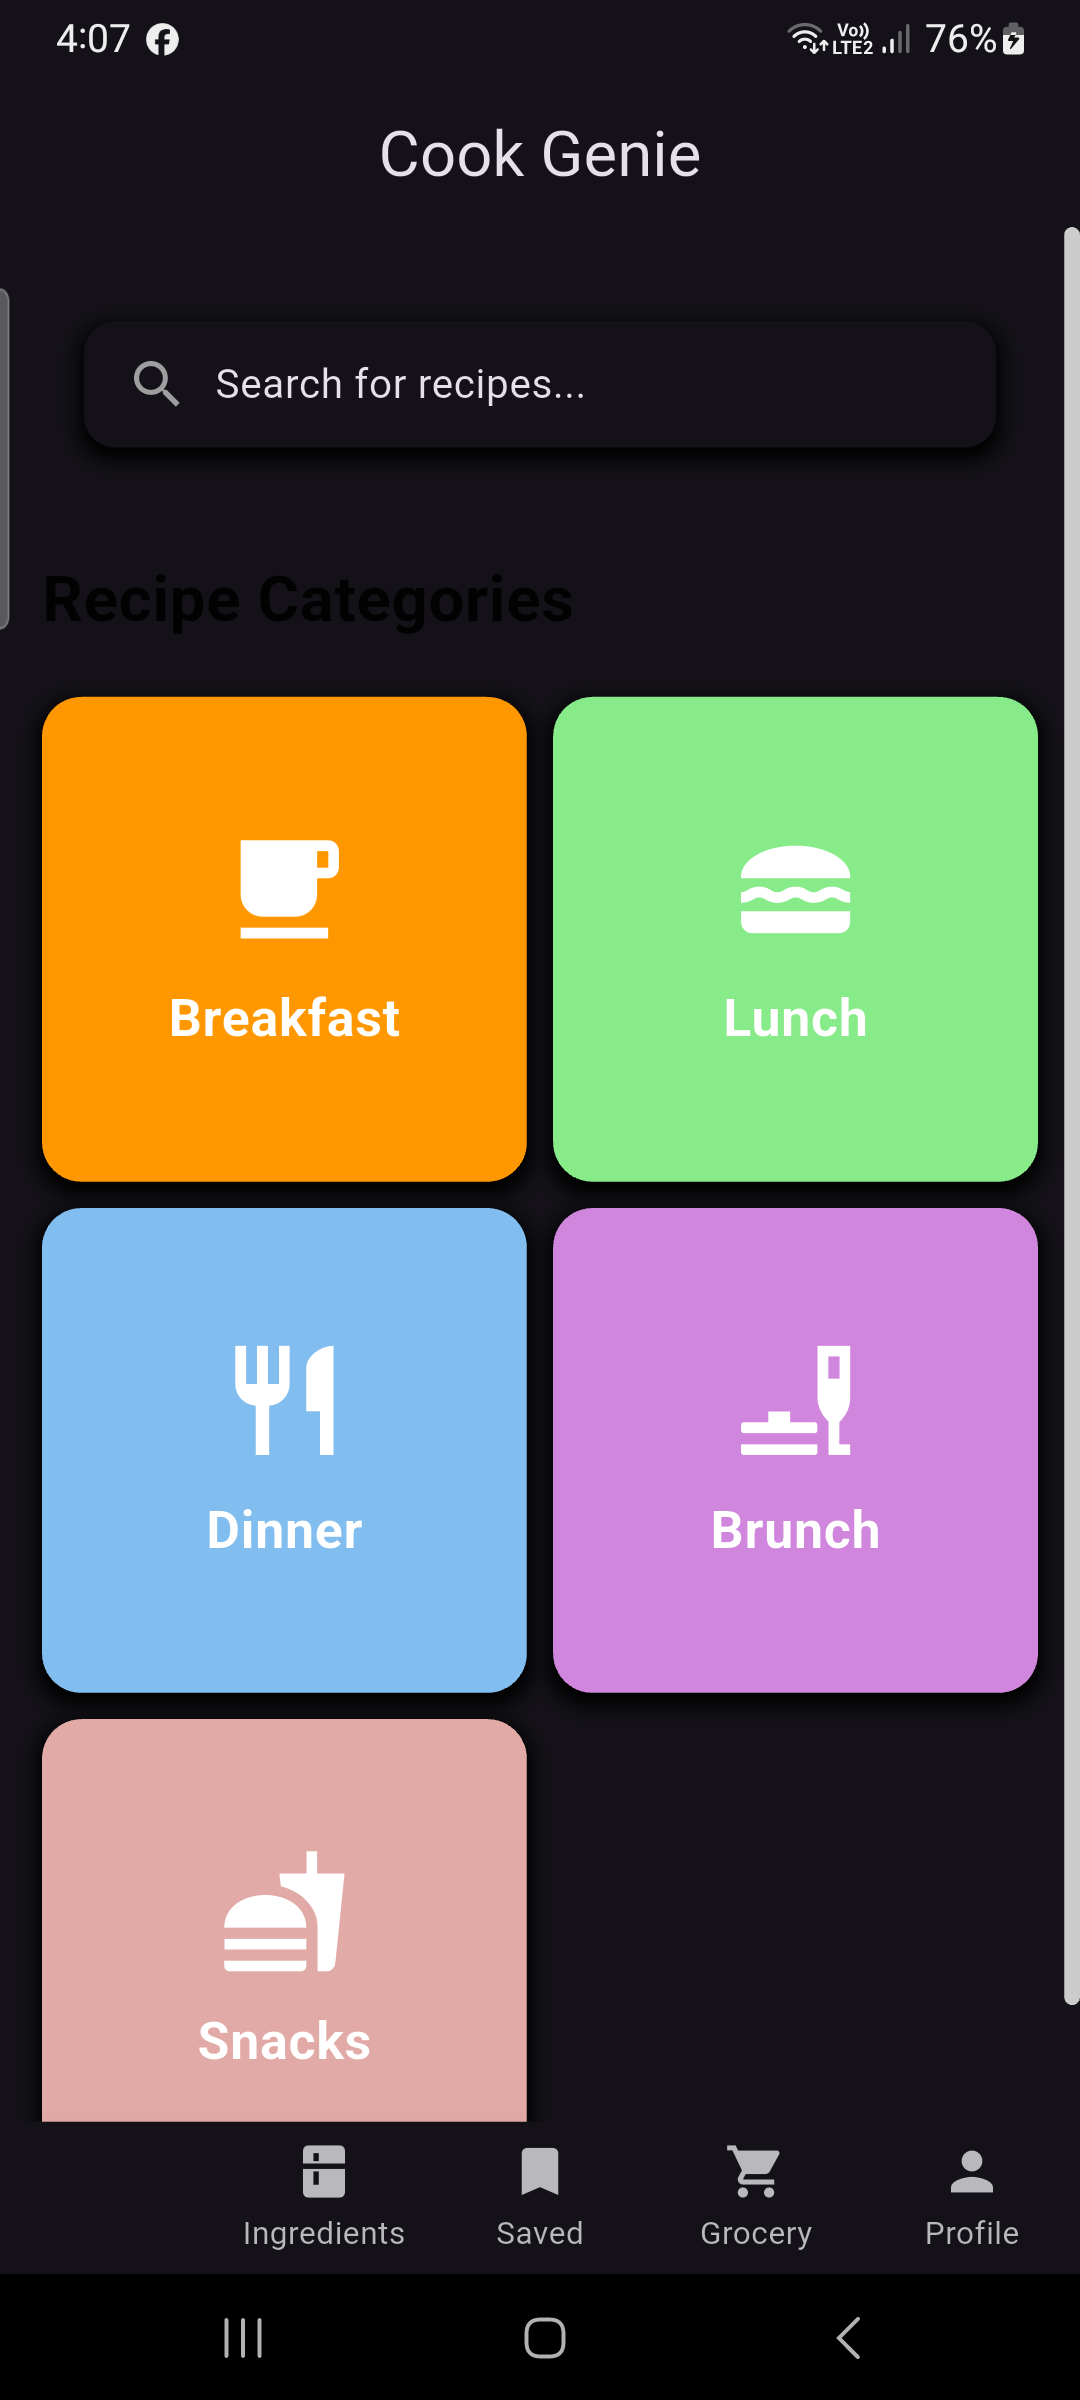 4:07 Vo)) LTE2 76%
Cook Genie
Search for recipes...
Recipe Categories
Breakfast Lunch
Dinner Brunch
Snacks
Ingredients Saved Grocery Profile